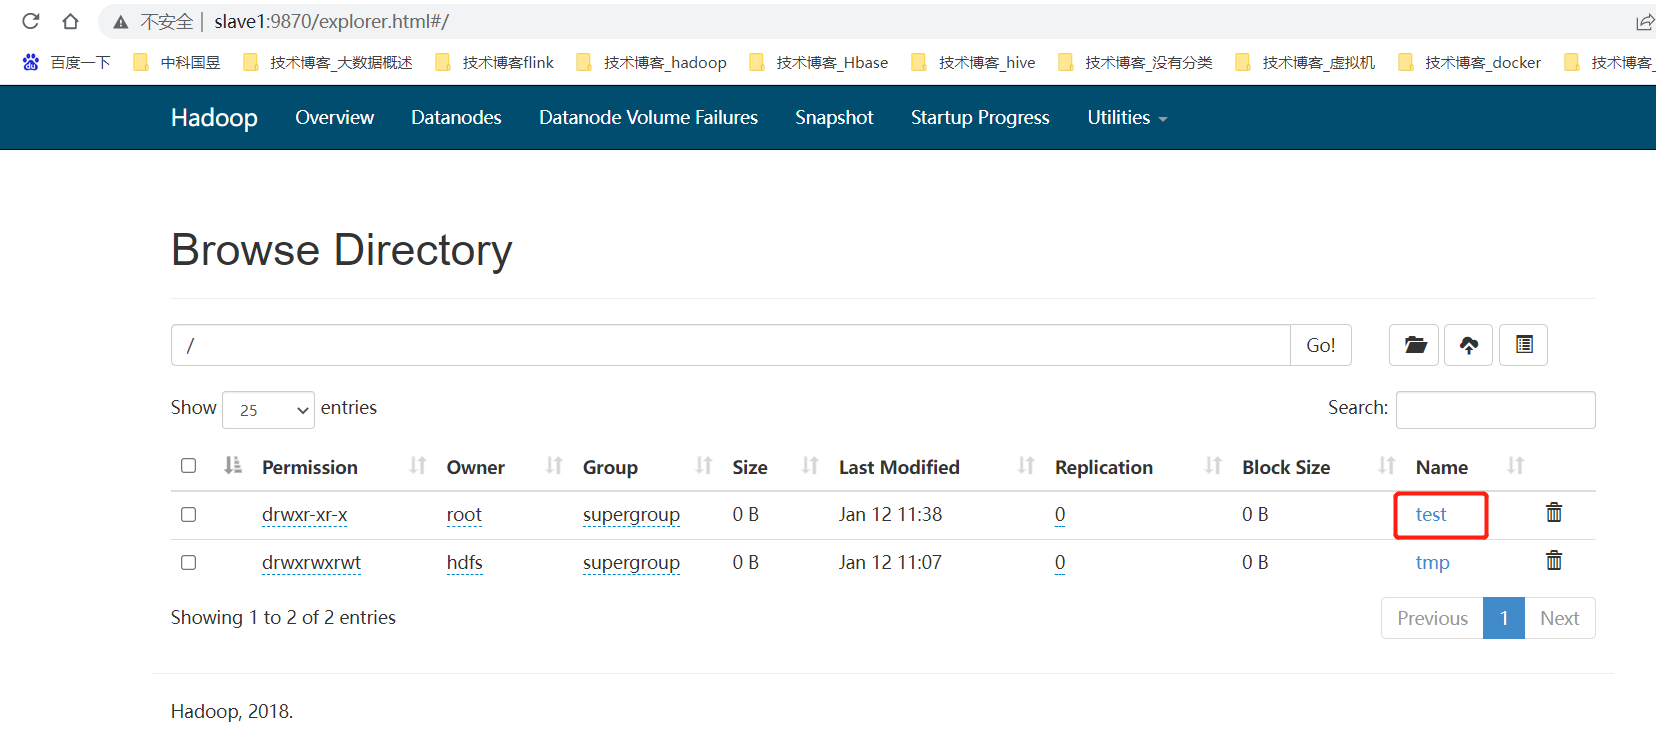 不安全 | slave1:9870/explorer.html#/
百度一下 中科国昱 技术博客_大数据概述 技术博客flink 技术博客_hadoop 技术博客_Hbase 技术博客_hive 技术博客_没有分类 技术博客_虚拟机 技术博客_docker 技术博客_
Hadoop Overview Datanodes Datanode Volume Failures Snapshot Startup Progress Utilities
Browse Directory
/ Go!
Show 25 entries Search:
Permission Owner Group Size Last Modified Replication Block Size Name
drwxr-xr-x root supergroup 0 B Jan 12 11:38 0 0 B test
drwxrwxrwt hdfs supergroup 0 B Jan 12 11:07 0 0 B tmp
Showing 1 to 2 of 2 entries Previous 1 Next
Hadoop, 2018.